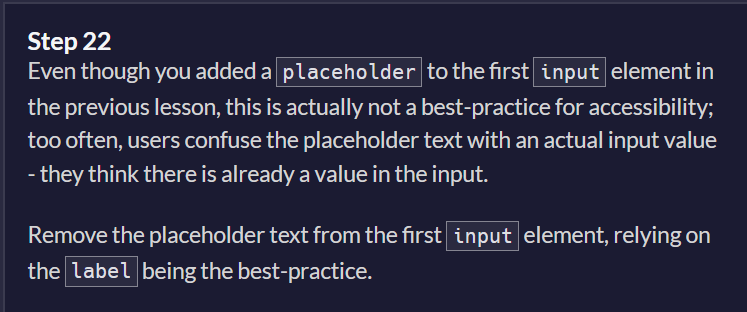 Step 22
Even though you added a placeholder to the first input element in
the previous lesson, this is actually not a best-practice for accessibility;
too often, users confuse the placeholder text with an actual input value
- they think there is already a value in the input.
Remove the placeholder text from the first input element, relying on
the label being the best-practice.